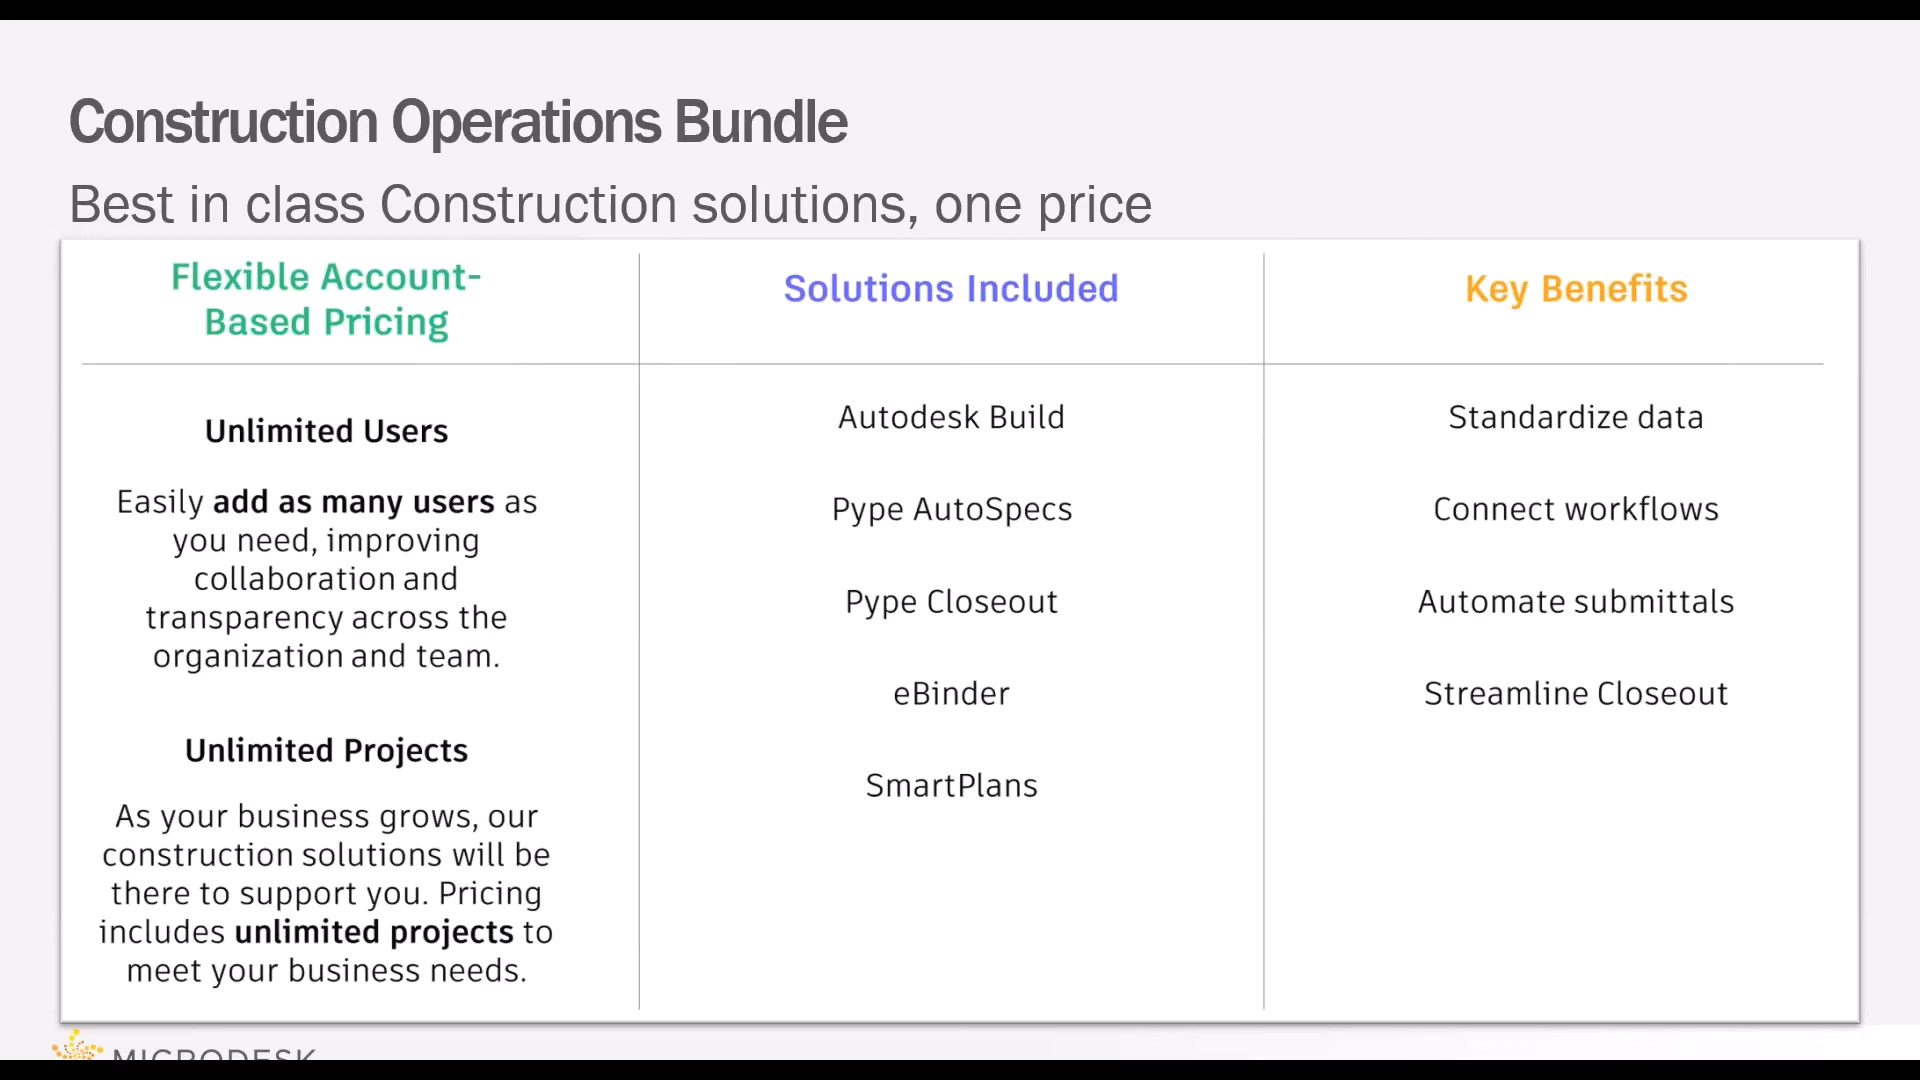 Construction Operations Bundle
Best in class Construction solutions, one price
Flexible Account-
Based Pricing
Unlimited Users
Easily add as many users as
you need, improving
collaboration and
transparency across the
organization and team.
Unlimited Projects
As your business grows, our
construction solutions will be
there to support you. Pricing
includes unlimited projects to
meet your business needs.
Solutions Included
Autodesk Build
Pype AutoSpecs
Pype Closeout
eBinder
SmartPlans
Key Benefits
Standardize data
Connect workflows
Automate submittals
Streamline Closeout
MICRODESK